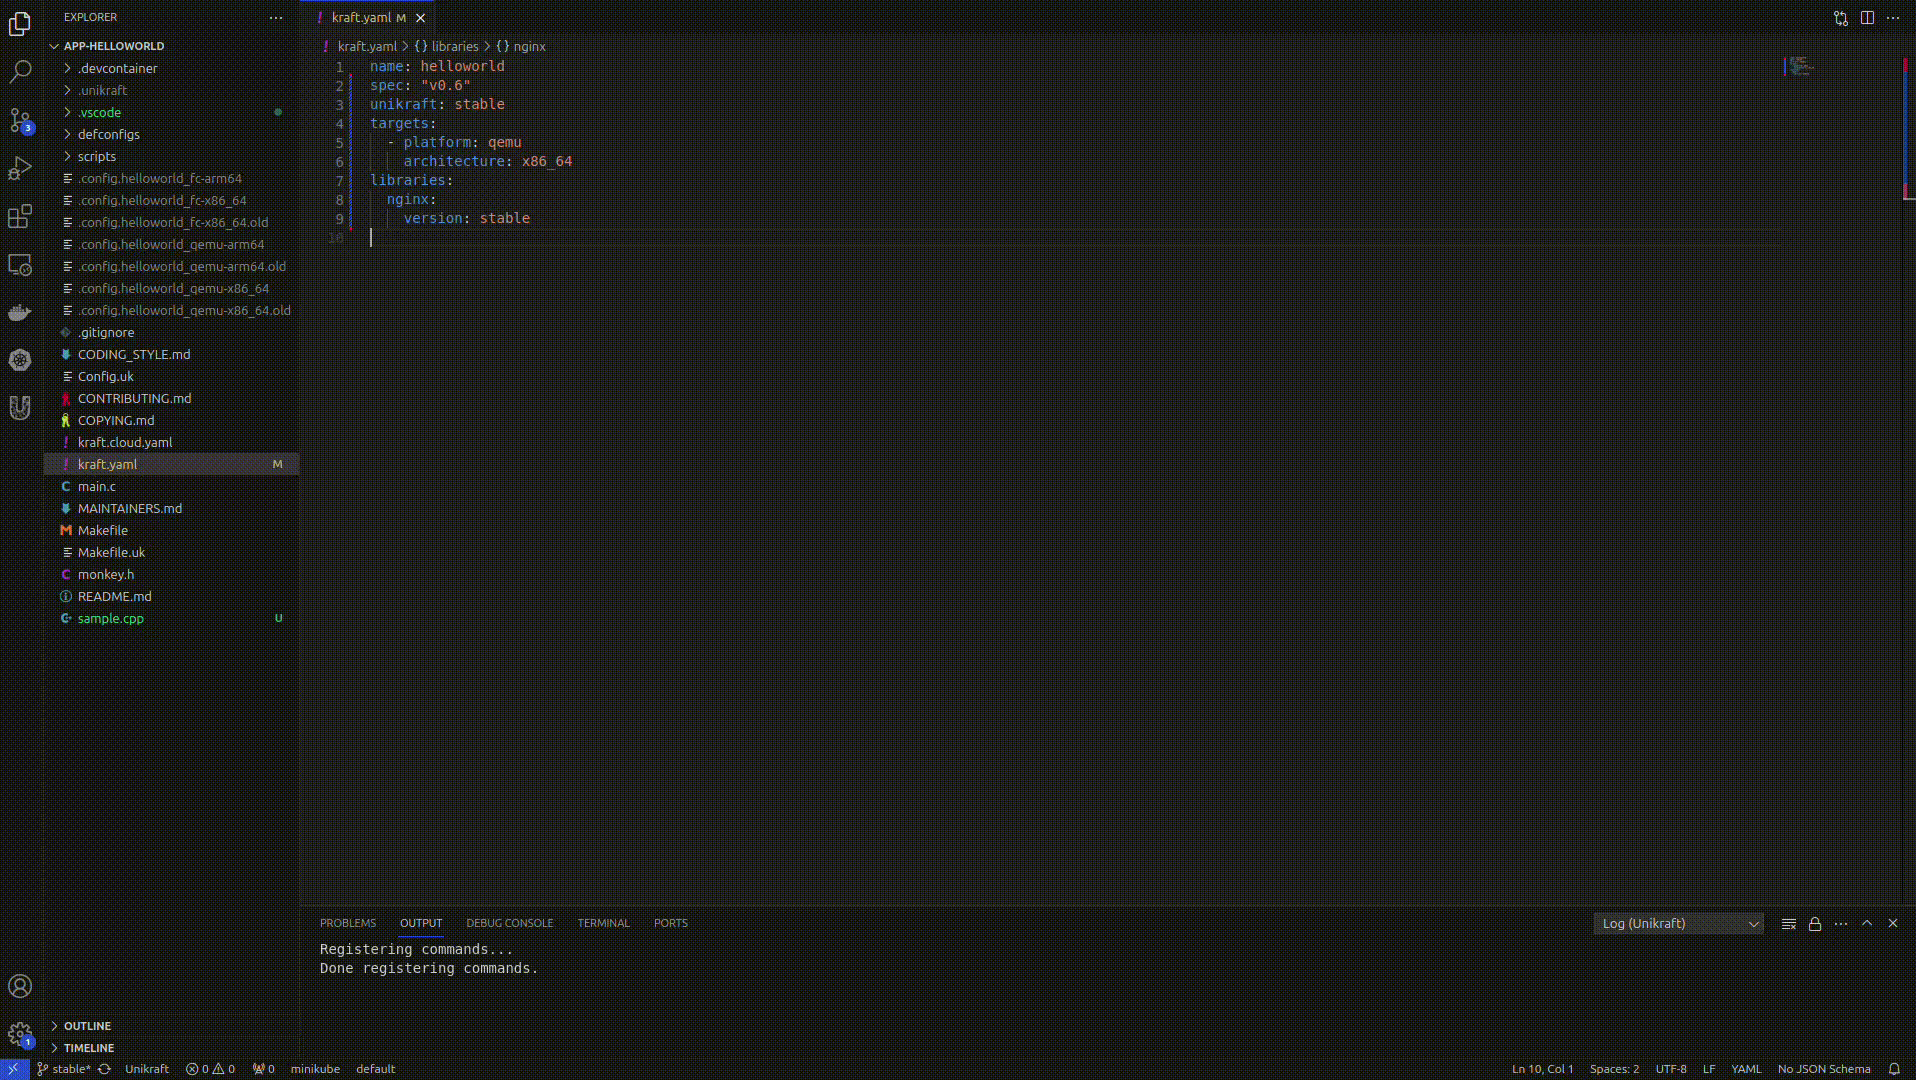 EXPLORER
APP-HELLOWORLD
.devcontainer
.unikraft
.vscode
defconfigs
scripts
.config.helloworld_fc-arm64
.config.helloworld_fc-x86_64
.config.helloworld_fc-x86_64.old
.config.helloworld_qemu-arm64
.config.helloworld_qemu-arm64.old
.config.helloworld_qemu-x86_64
.config.helloworld_qemu-x86_64.old
.gitignore
CODING_STYLE.md
Config.uk
CONTRIBUTING.md
COPYING.md
! kraft.cloud.yaml
! kraft.yaml M
C main.c
MAINTAINERS.md
M Makefile
Makefile.uk
C monkey.h
README.md
sample.cpp U
OUTLINE
TIMELINE
3
1
! kraft.yaml M
! kraft.yaml > {} libraries > {} nginx
1 name: helloworld
2 spec: "v0.6"
3 unikraft: stable
4 targets:
5 - platform: qemu
6 architecture: x86_64
7 libraries:
8 nginx:
9 version: stable
10
PROBLEMS OUTPUT DEBUG CONSOLE TERMINAL PORTS Log (Unikraft)
Registering commands...
Done registering commands.
stable* Unikraft 0 0 0 minikube default Ln 10, Col 1 Spaces: 2 UTF-8 LF YAML No JSON Schema